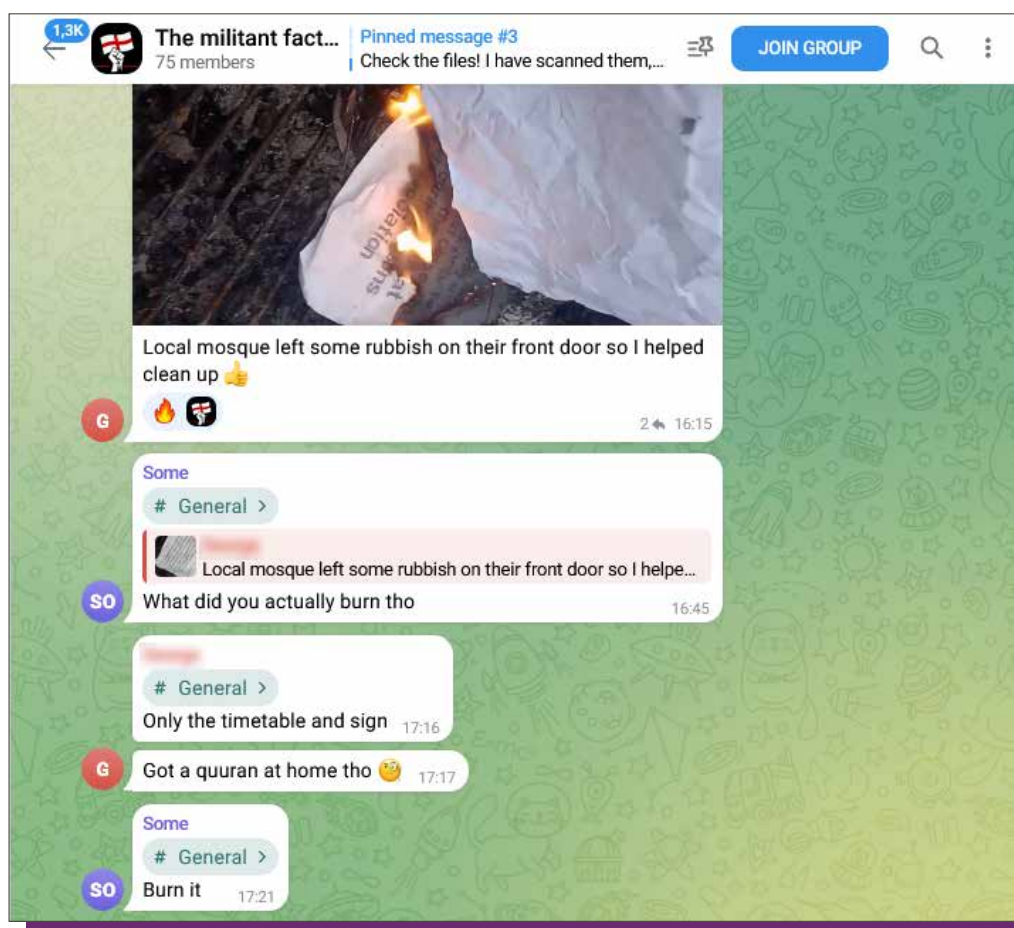 1,3K
The militant fact...
75 members
Pinned message #3
Check the files! I have scanned them,...
JOIN GROUP
Local mosque left some rubbish on their front door so I helped
clean up 👍
G
2 16:15
Some
# General >
Local mosque left some rubbish on their front door so I helpe...
SO
What did you actually burn tho
16:45
# General >
Only the timetable and sign 17:16
G
Got a quuran at home tho 🧐 17:17
Some
# General >
SO
Burn it 17:21